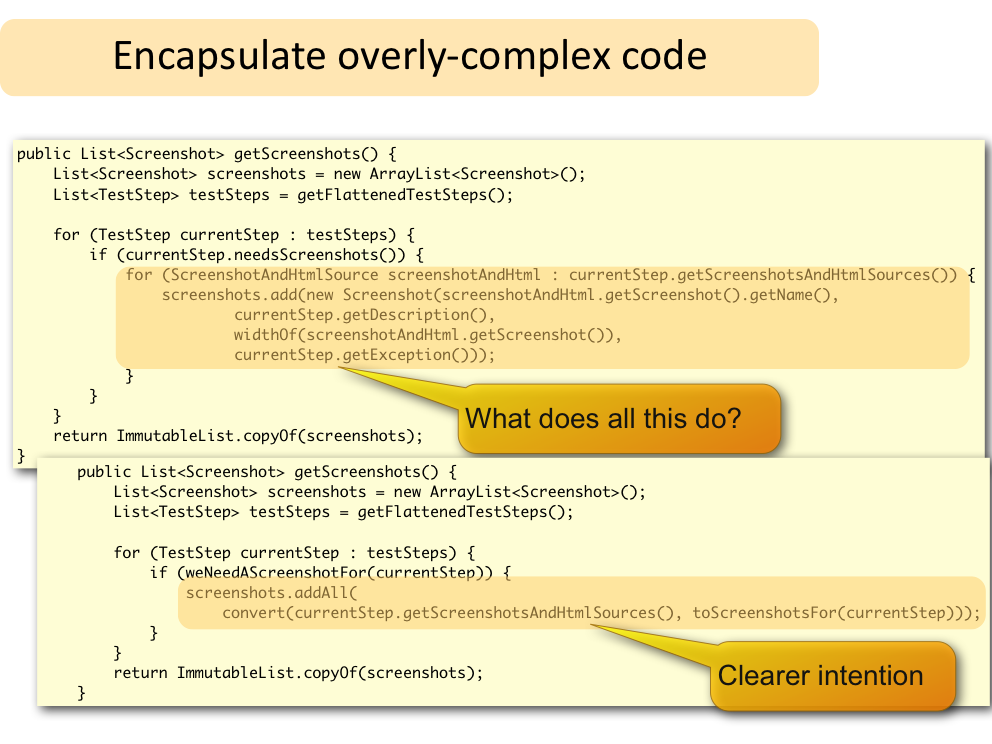 Encapsulate overly-complex code
public List<Screenshot> getScreenshots() {
    List<Screenshot> screenshots = new ArrayList<Screenshot>();
    List<TestStep> testSteps = getFlattenedTestSteps();
    for (TestStep currentStep : testSteps) {
        if (currentStep.needsScreenshots()) {
            for (ScreenshotAndHtmlSource screenshotAndHtml : currentStep.getScreenshotsAndHtmlSources()) {
                screenshots.add(new Screenshot(screenshotAndHtml.getScreenshot().getName(),
                        currentStep.getDescription(),
                        widthOf(screenshotAndHtml.getScreenshot()),
                        currentStep.getException()));
            }
        }
    }
    return ImmutableList.copyOf(screenshots);
}
What does all this do?
public List<Screenshot> getScreenshots() {
    List<Screenshot> screenshots = new ArrayList<Screenshot>();
    List<TestStep> testSteps = getFlattenedTestSteps();
    for (TestStep currentStep : testSteps) {
        if (weNeedAScreenshotFor(currentStep)) {
            screenshots.addAll(
                convert(currentStep.getScreenshotsAndHtmlSources(), toScreenshotsFor(currentStep)));
        }
    }
    return ImmutableList.copyOf(screenshots);
}
Clearer intention